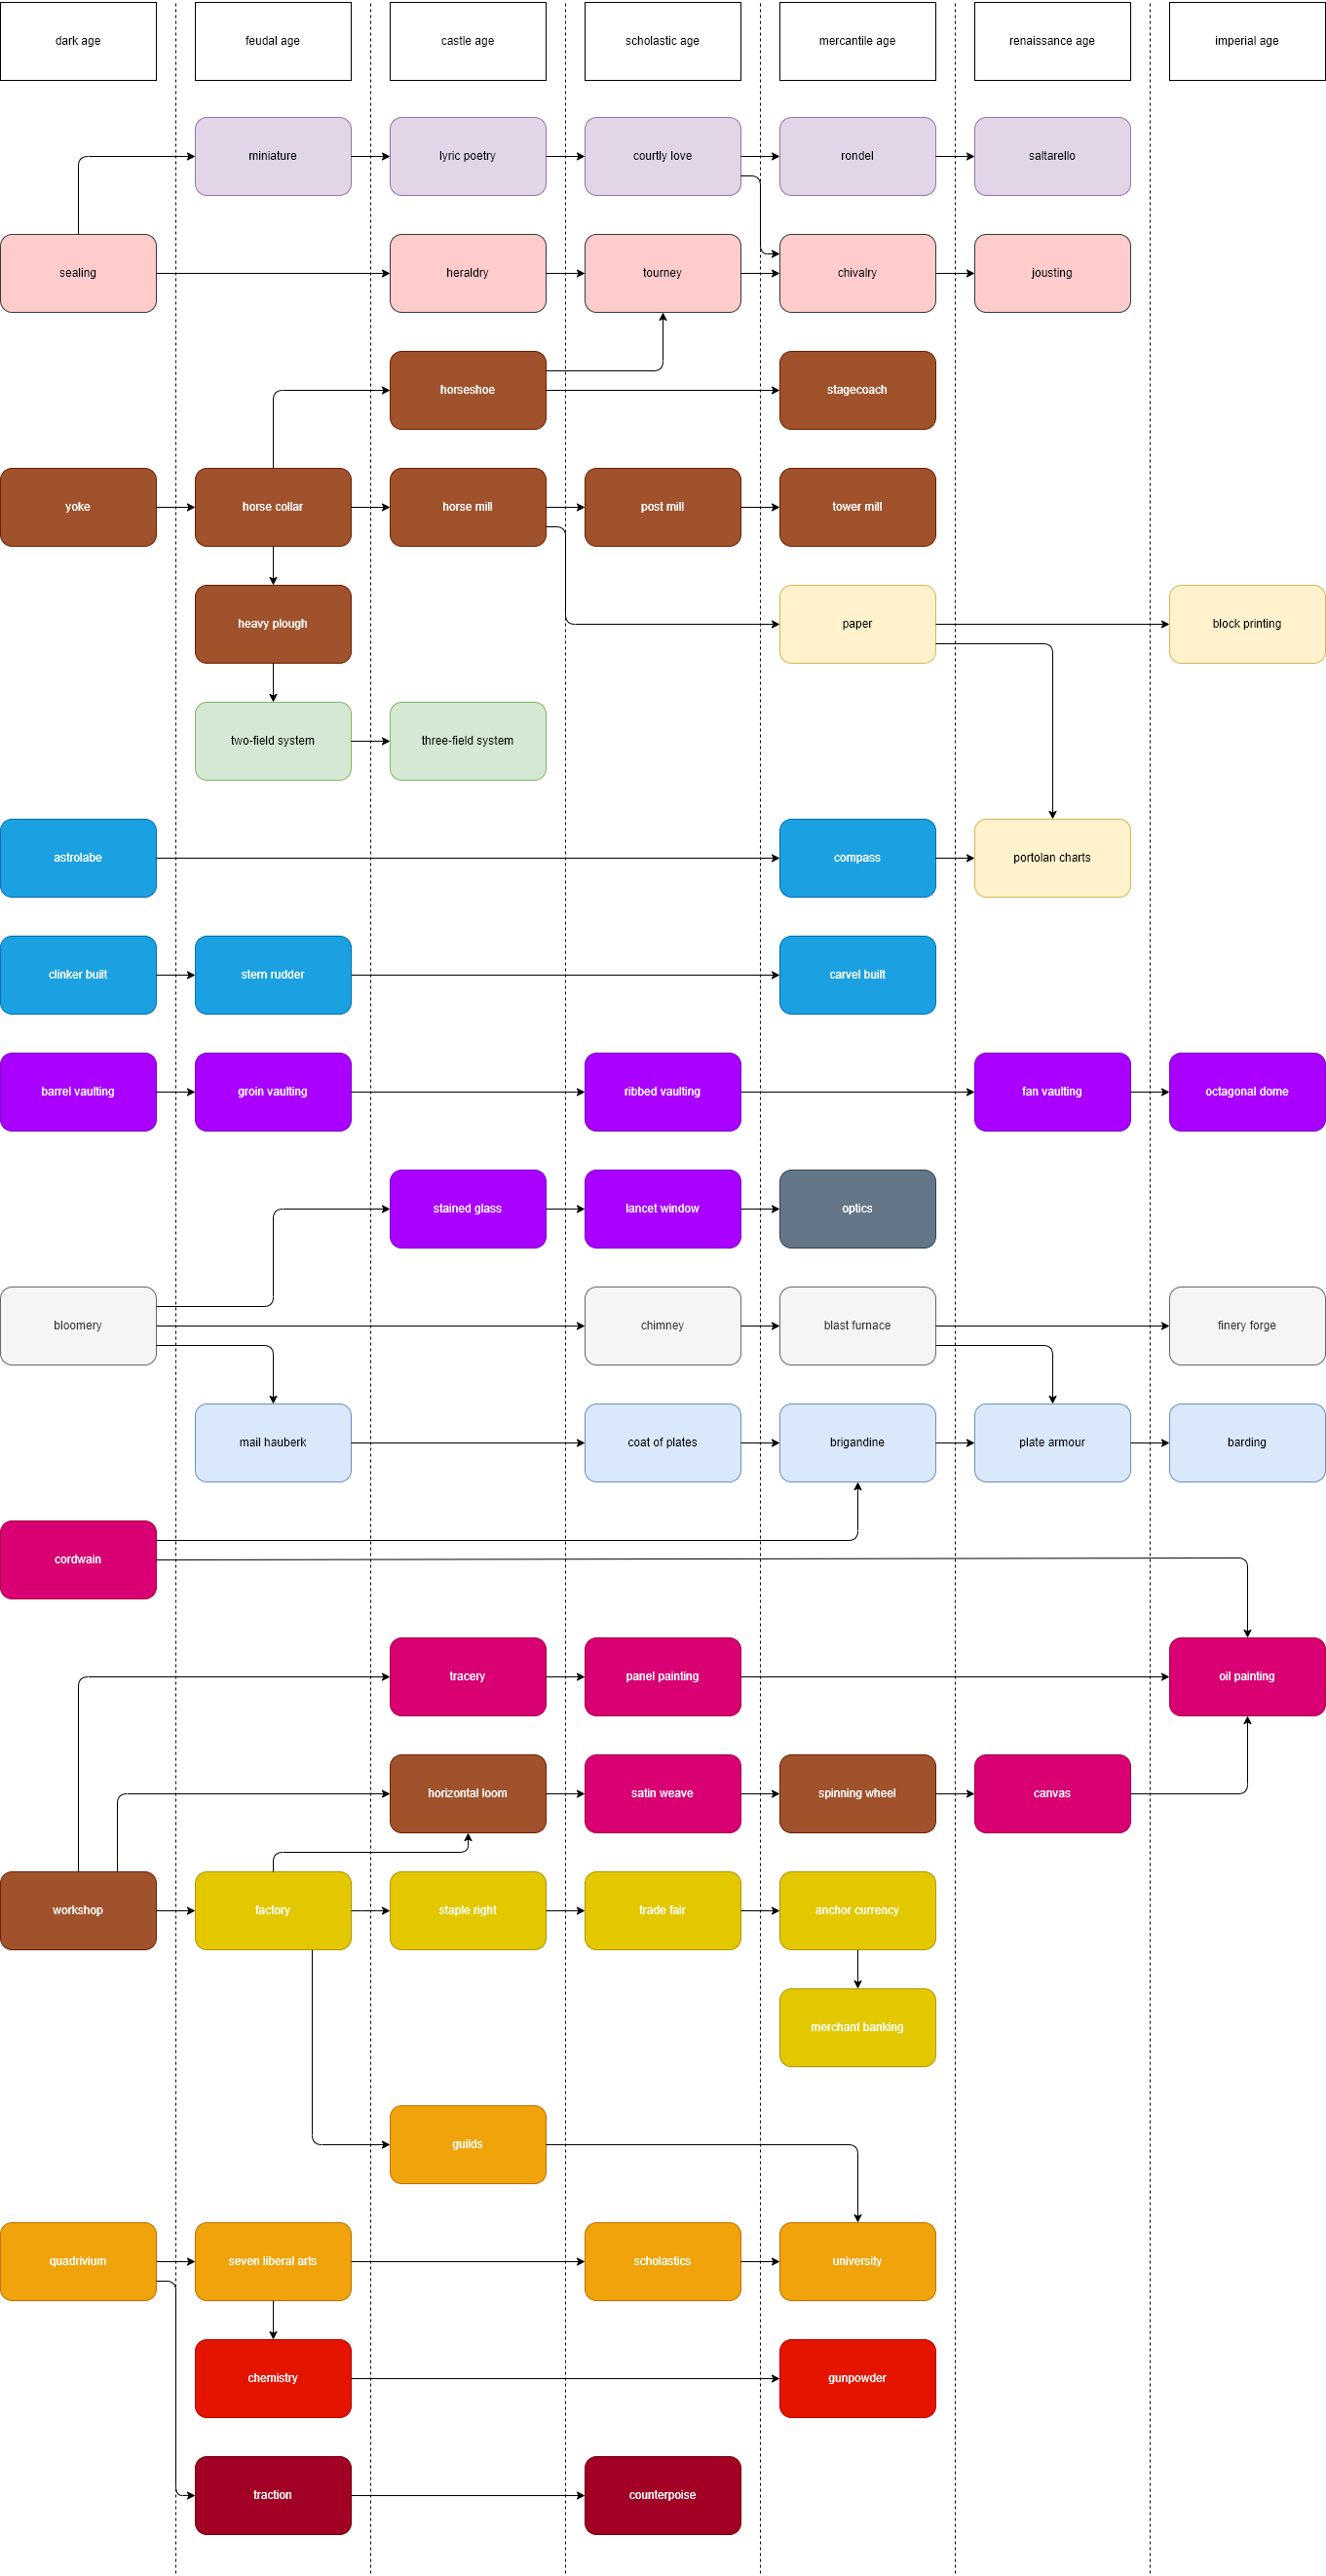 dark age
feudal age
castle age
scholastic age
mercantile age
renaissance age
imperial age
miniature
lyric poetry
courtly love
rondel
saltarello
sealing
heraldry
tourney
chivalry
jousting
horseshoe
stagecoach
yoke
horse collar
horse mill
post mill
tower mill
heavy plough
paper
block printing
two-field system
three-field system
astrolabe
compass
portolan charts
clinker built
stern rudder
carvel built
barrel vaulting
groin vaulting
ribbed vaulting
fan vaulting
octagonal dome
stained glass
lancet window
optics
bloomery
chimney
blast furnace
finery forge
mail hauberk
coat of plates
brigandine
plate armour
barding
cordwain
tracery
panel painting
oil painting
horizontal loom
satin weave
spinning wheel
canvas
workshop
factory
staple right
trade fair
anchor currency
merchant banking
guilds
quadrivium
seven liberal arts
scholastics
university
chemistry
gunpowder
traction
counterpoise